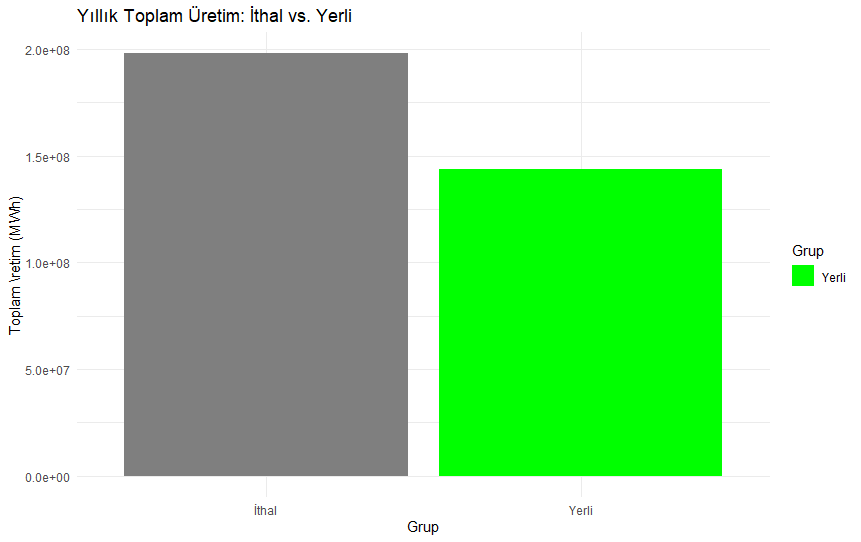 Yıllık Toplam Üretim: İthal vs. Yerli
2.0e+08
1.5e+08
1.0e+08
5.0e+07
0.0e+00
Toplam \retim (MWh)
İthal
Yerli
Grup
Grup
Yerli